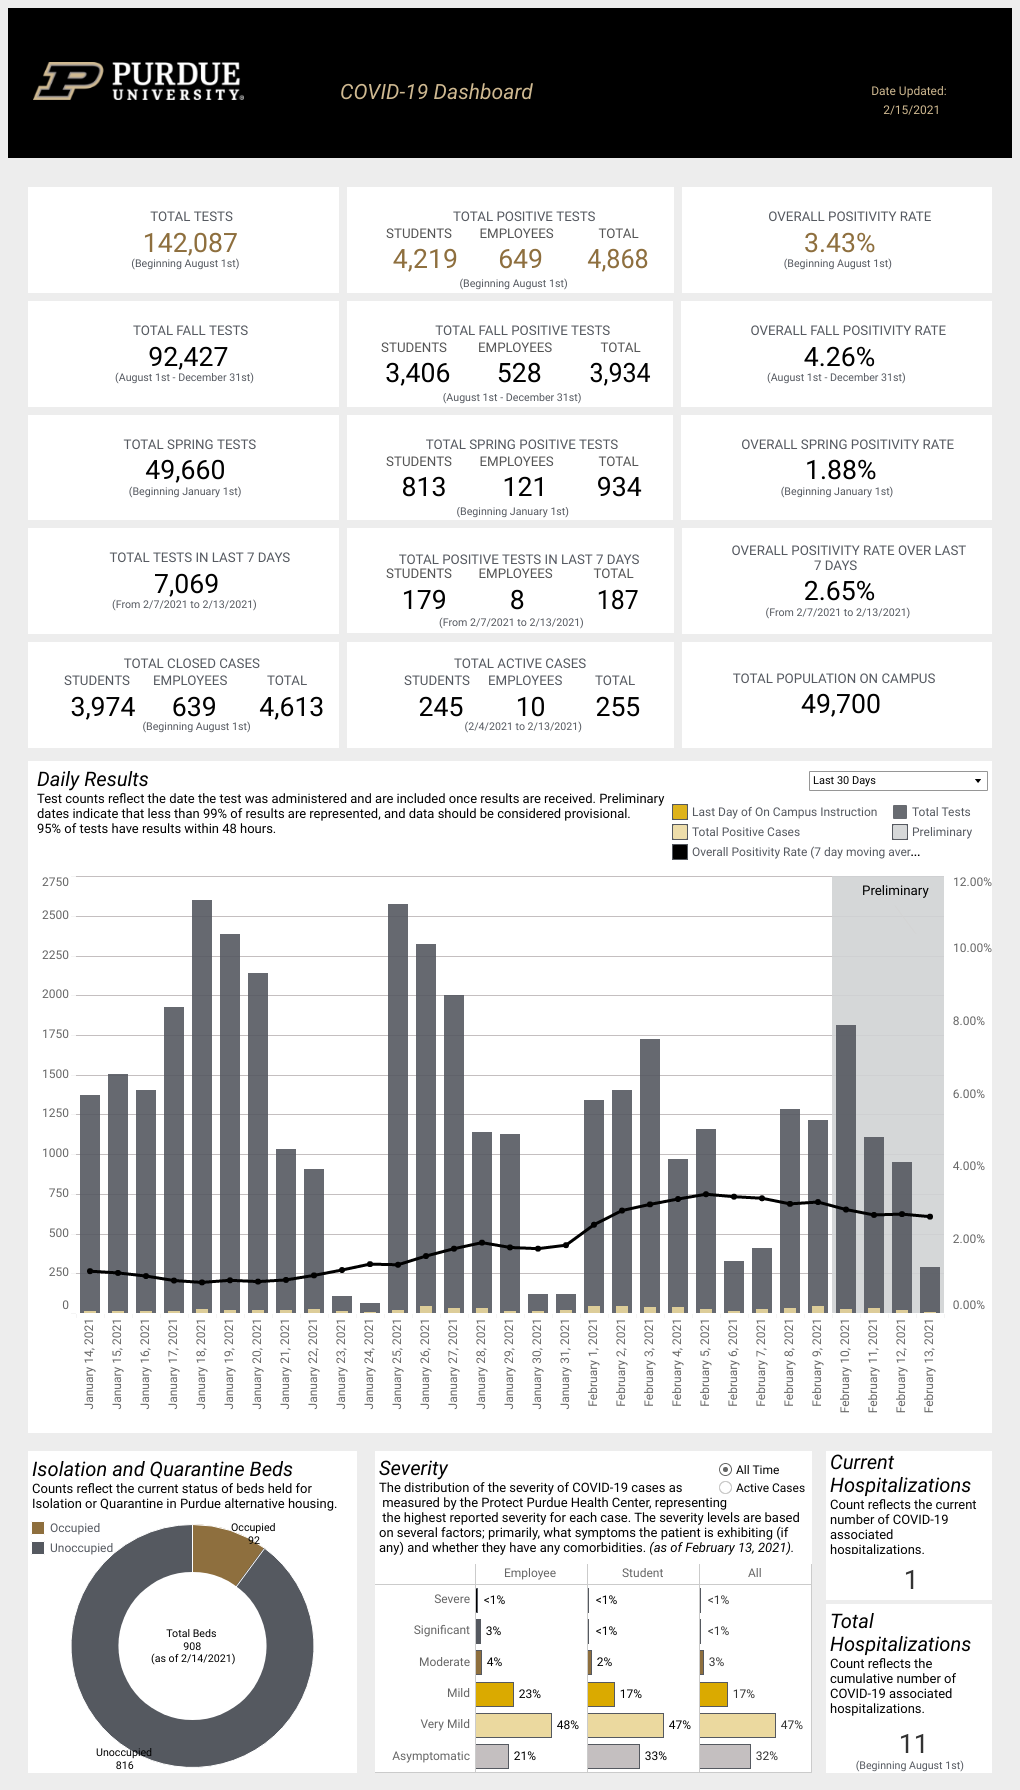 PURDUE
UNIVERSITY®
COVID-19 Dashboard
Date Updated:
2/15/2021
TOTAL TESTS
142,087
(Beginning August 1st)
TOTAL POSITIVE TESTS
STUDENTS EMPLOYEES TOTAL
4,219 649 4,868
(Beginning August 1st)
OVERALL POSITIVITY RATE
3.43%
(Beginning August 1st)
TOTAL FALL TESTS
92,427
(August 1st - December 31st)
TOTAL FALL POSITIVE TESTS
STUDENTS EMPLOYEES TOTAL
3,406 528 3,934
(August 1st - December 31st)
OVERALL FALL POSITIVITY RATE
4.26%
(August 1st - December 31st)
TOTAL SPRING TESTS
49,660
(Beginning January 1st)
TOTAL SPRING POSITIVE TESTS
STUDENTS EMPLOYEES TOTAL
813 121 934
(Beginning January 1st)
OVERALL SPRING POSITIVITY RATE
1.88%
(Beginning January 1st)
TOTAL TESTS IN LAST 7 DAYS
7,069
(From 2/7/2021 to 2/13/2021)
TOTAL POSITIVE TESTS IN LAST 7 DAYS
STUDENTS EMPLOYEES TOTAL
179 8 187
(From 2/7/2021 to 2/13/2021)
OVERALL POSITIVITY RATE OVER LAST
7 DAYS
2.65%
(From 2/7/2021 to 2/13/2021)
TOTAL CLOSED CASES
STUDENTS EMPLOYEES TOTAL
3,974 639 4,613
(Beginning August 1st)
TOTAL ACTIVE CASES
STUDENTS EMPLOYEES TOTAL
245 10 255
(2/4/2021 to 2/13/2021)
TOTAL POPULATION ON CAMPUS
49,700
Daily Results
Test counts reflect the date the test was administered and are included once results are received. Preliminary
dates indicate that less than 99% of results are represented, and data should be considered provisional.
95% of tests have results within 48 hours.
Last 30 Days
Last Day of On Campus Instruction
Total Tests
Total Positive Cases
Preliminary
Overall Positivity Rate (7 day moving aver...
Preliminary
2750
2500
2250
2000
1750
1500
1250
1000
750
500
250
0
12.00%
10.00%
8.00%
6.00%
4.00%
2.00%
0.00%
January 14, 2021
January 15, 2021
January 16, 2021
January 17, 2021
January 18, 2021
January 19, 2021
January 20, 2021
January 21, 2021
January 22, 2021
January 23, 2021
January 24, 2021
January 25, 2021
January 26, 2021
January 27, 2021
January 28, 2021
January 29, 2021
January 30, 2021
January 31, 2021
February 1, 2021
February 2, 2021
February 3, 2021
February 4, 2021
February 5, 2021
February 6, 2021
February 7, 2021
February 8, 2021
February 9, 2021
February 10, 2021
February 11, 2021
February 12, 2021
February 13, 2021
Isolation and Quarantine Beds
Counts reflect the current status of beds held for
Isolation or Quarantine in Purdue alternative housing.
Occupied
Unoccupied
Occupied
92
Total Beds
908
(as of 2/14/2021)
Unoccupied
816
Severity
All Time
Active Cases
The distribution of the severity of COVID-19 cases as
measured by the Protect Purdue Health Center, representing
the highest reported severity for each case. The severity levels are based
on several factors; primarily, what symptoms the patient is exhibiting (if
any) and whether they have any comorbidities. (as of February 13, 2021).
Employee Student All
Severe <1% <1% <1%
Significant 3% <1% <1%
Moderate 4% 2% 3%
Mild 23% 17% 17%
Very Mild 48% 47% 47%
Asymptomatic 21% 33% 32%
Current
Hospitalizations
Count reflects the current
number of COVID-19
associated
hospitalizations.
1
Total
Hospitalizations
Count reflects the
cumulative number of
COVID-19 associated
hospitalizations.
11
(Beginning August 1st)